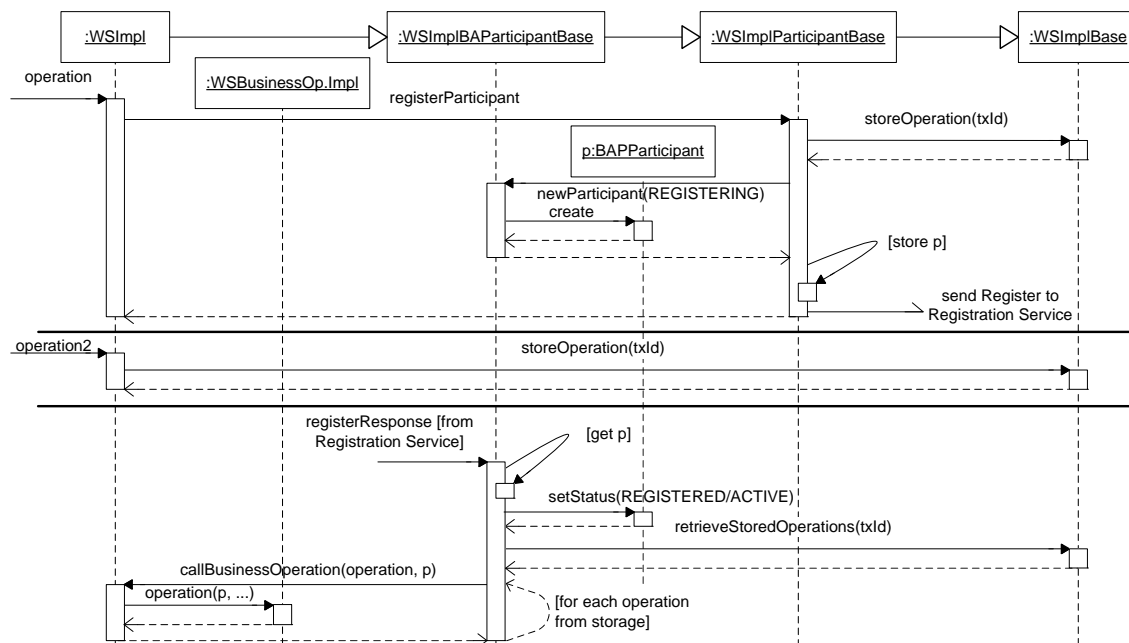 :WSImpl
:WSImplBAParticipantBase
:WSImplParticipantBase
:WSImplBase
:WSBusinessOp.Impl
operation
registerParticipant
storeOperation(txId)
p:BAPParticipant
newParticipant(REGISTERING)
create
[store p]
send Register to
Registration Service
operation2
storeOperation(txId)
registerResponse [from
Registration Service]
[get p]
setStatus(REGISTERED/ACTIVE)
retrieveStoredOperations(txId)
callBusinessOperation(operation, p)
operation(p, ...)
[for each operation
from storage]